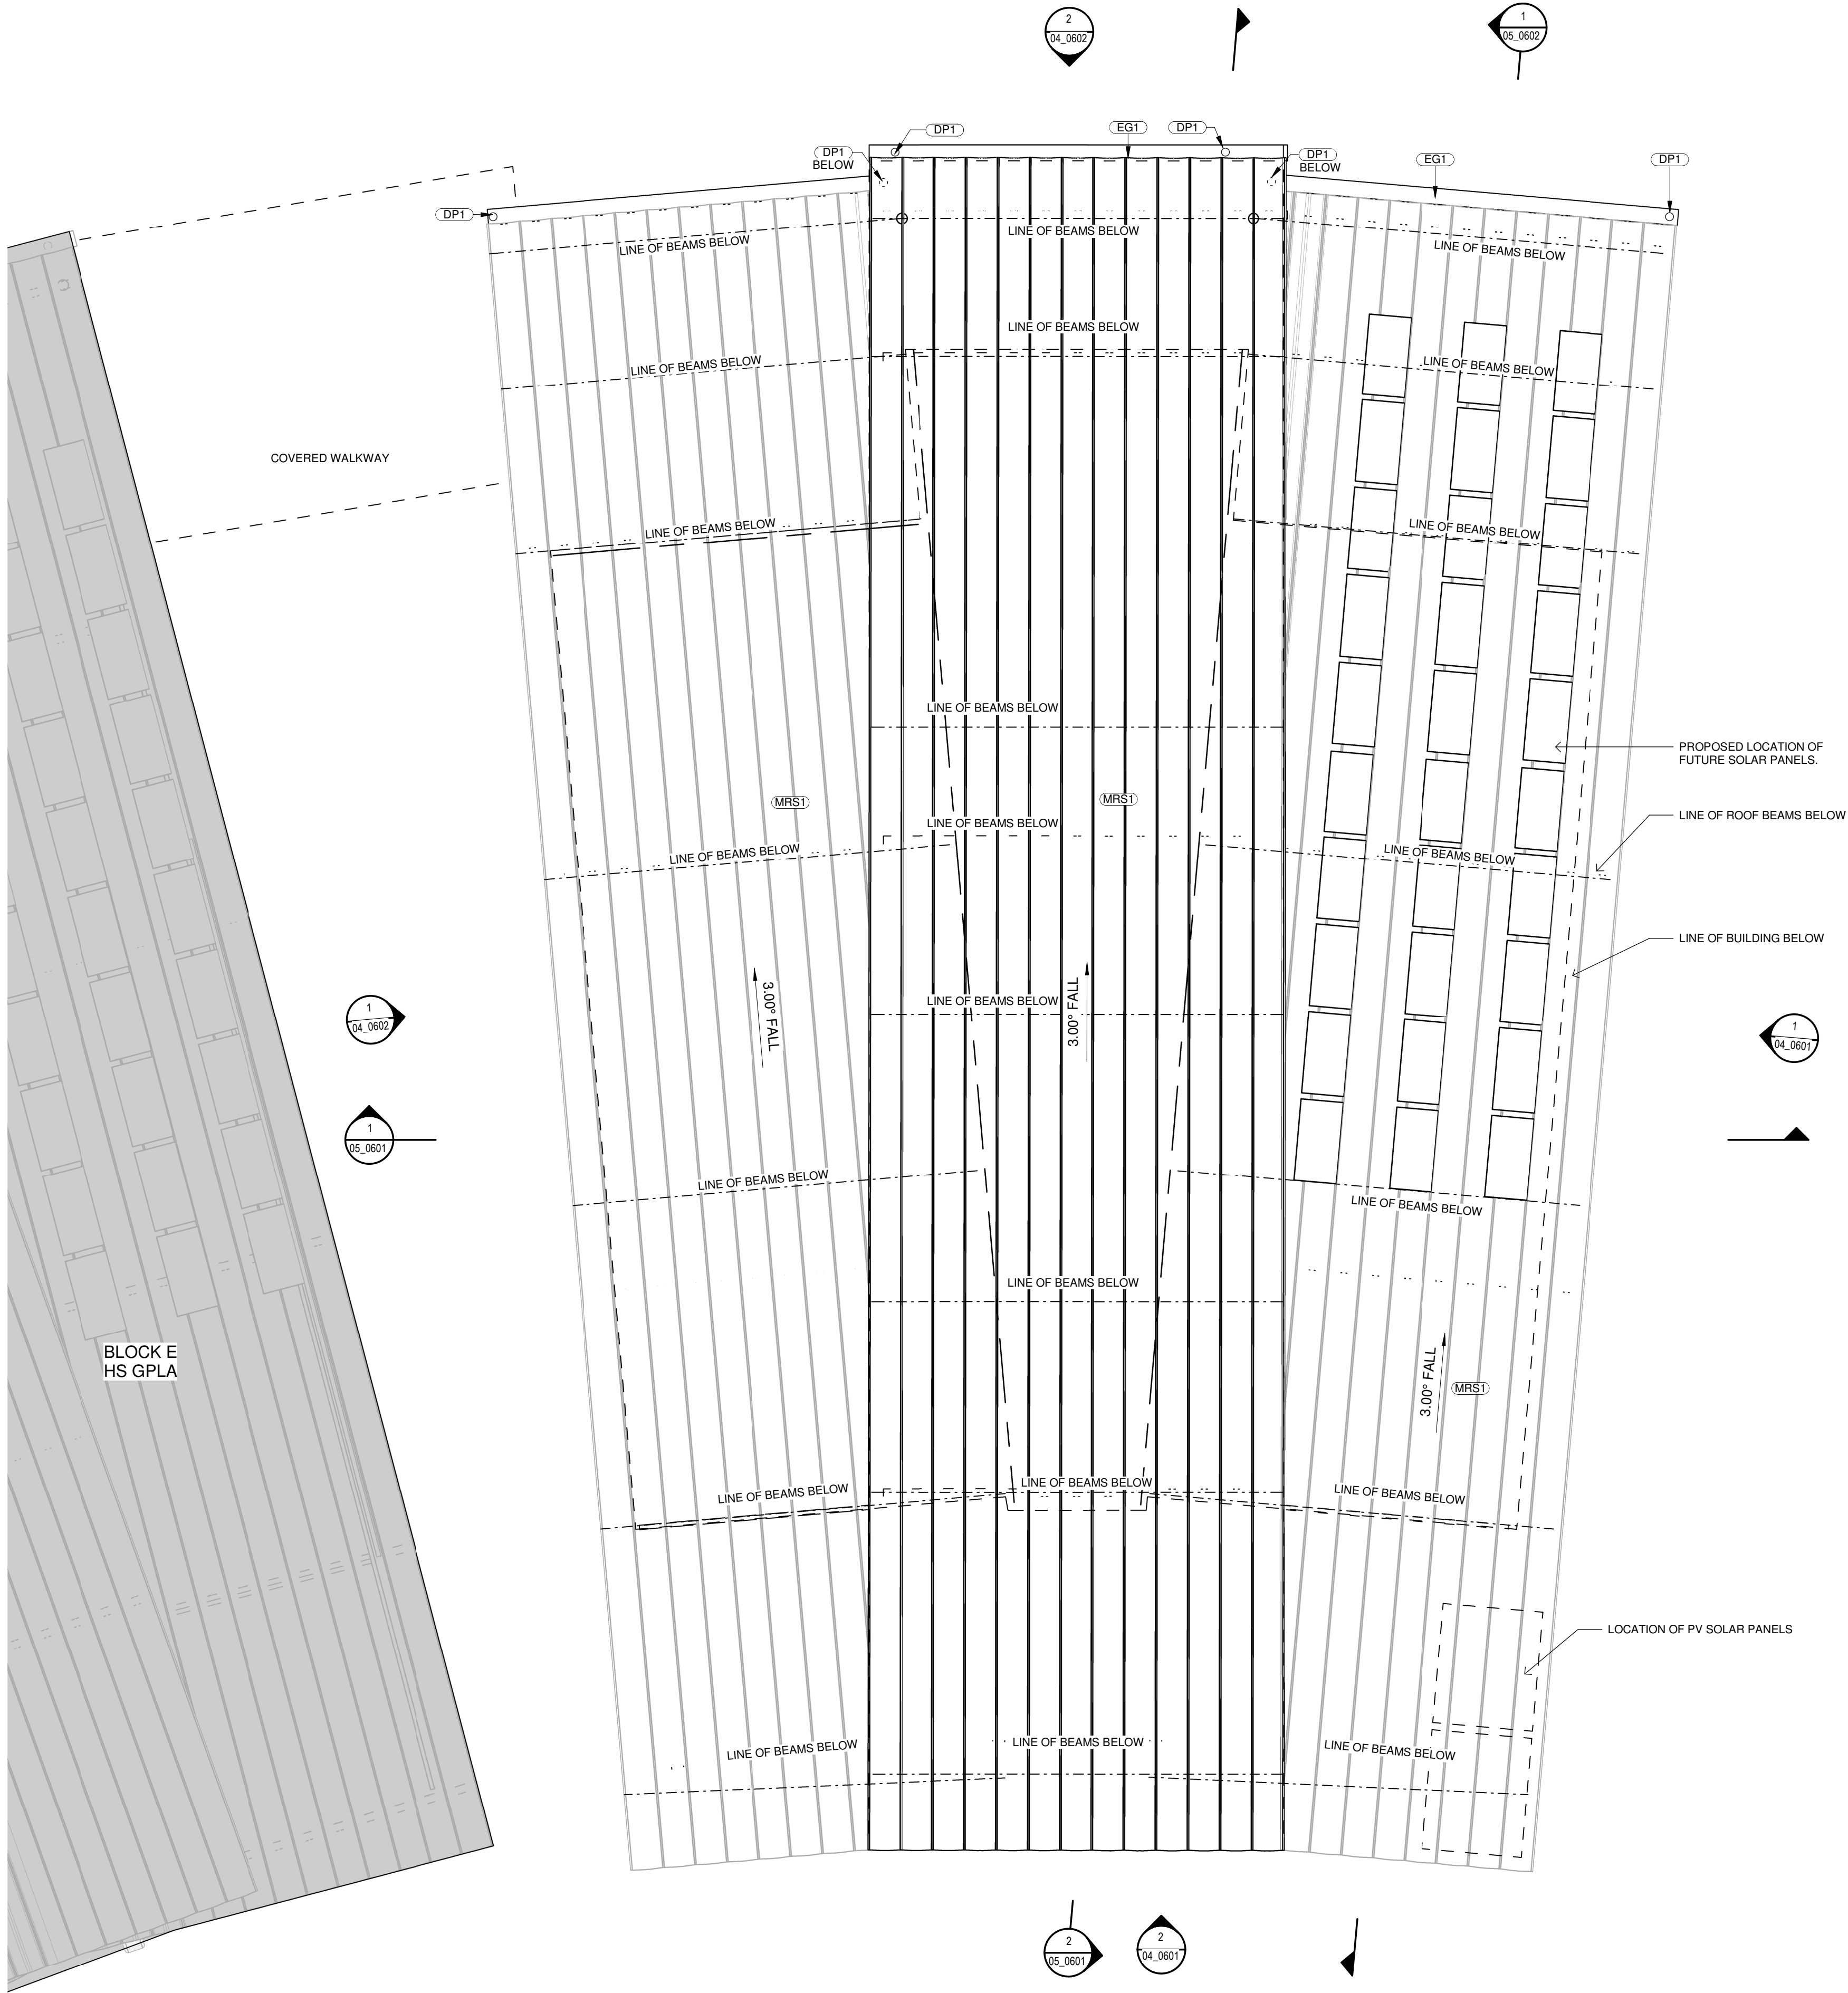 2
04_0602
1
05_0602
DP1
EG1
DP1
DP1
BELOW
DP1
BELOW
EG1
DP1
DP1
LINE OF BEAMS BELOW
LINE OF BEAMS BELOW
LINE OF BEAMS BELOW
LINE OF BEAMS BELOW
LINE OF BEAMS BELOW
LINE OF BEAMS BELOW
COVERED WALKWAY
LINE OF BEAMS BELOW
LINE OF BEAMS BELOW
LINE OF BEAMS BELOW
PROPOSED LOCATION OF
FUTURE SOLAR PANELS.
MRS1
MRS1
LINE OF ROOF BEAMS BELOW
LINE OF BEAMS BELOW
LINE OF BEAMS BELOW
LINE OF BEAMS BELOW
LINE OF BUILDING BELOW
3.00° FALL
3.00° FALL
LINE OF BEAMS BELOW
1
04_0602
1
04_0601
1
05_0601
LINE OF BEAMS BELOW
LINE OF BEAMS BELOW
LINE OF BEAMS BELOW
BLOCK E
HS GPLA
3.00° FALL
MRS1
LINE OF BEAMS BELOW
LINE OF BEAMS BELOW
LINE OF BEAMS BELOW
LOCATION OF PV SOLAR PANELS
LINE OF BEAMS BELOW
LINE OF BEAMS BELOW
LINE OF BEAMS BELOW
2
05_0601
2
04_0601